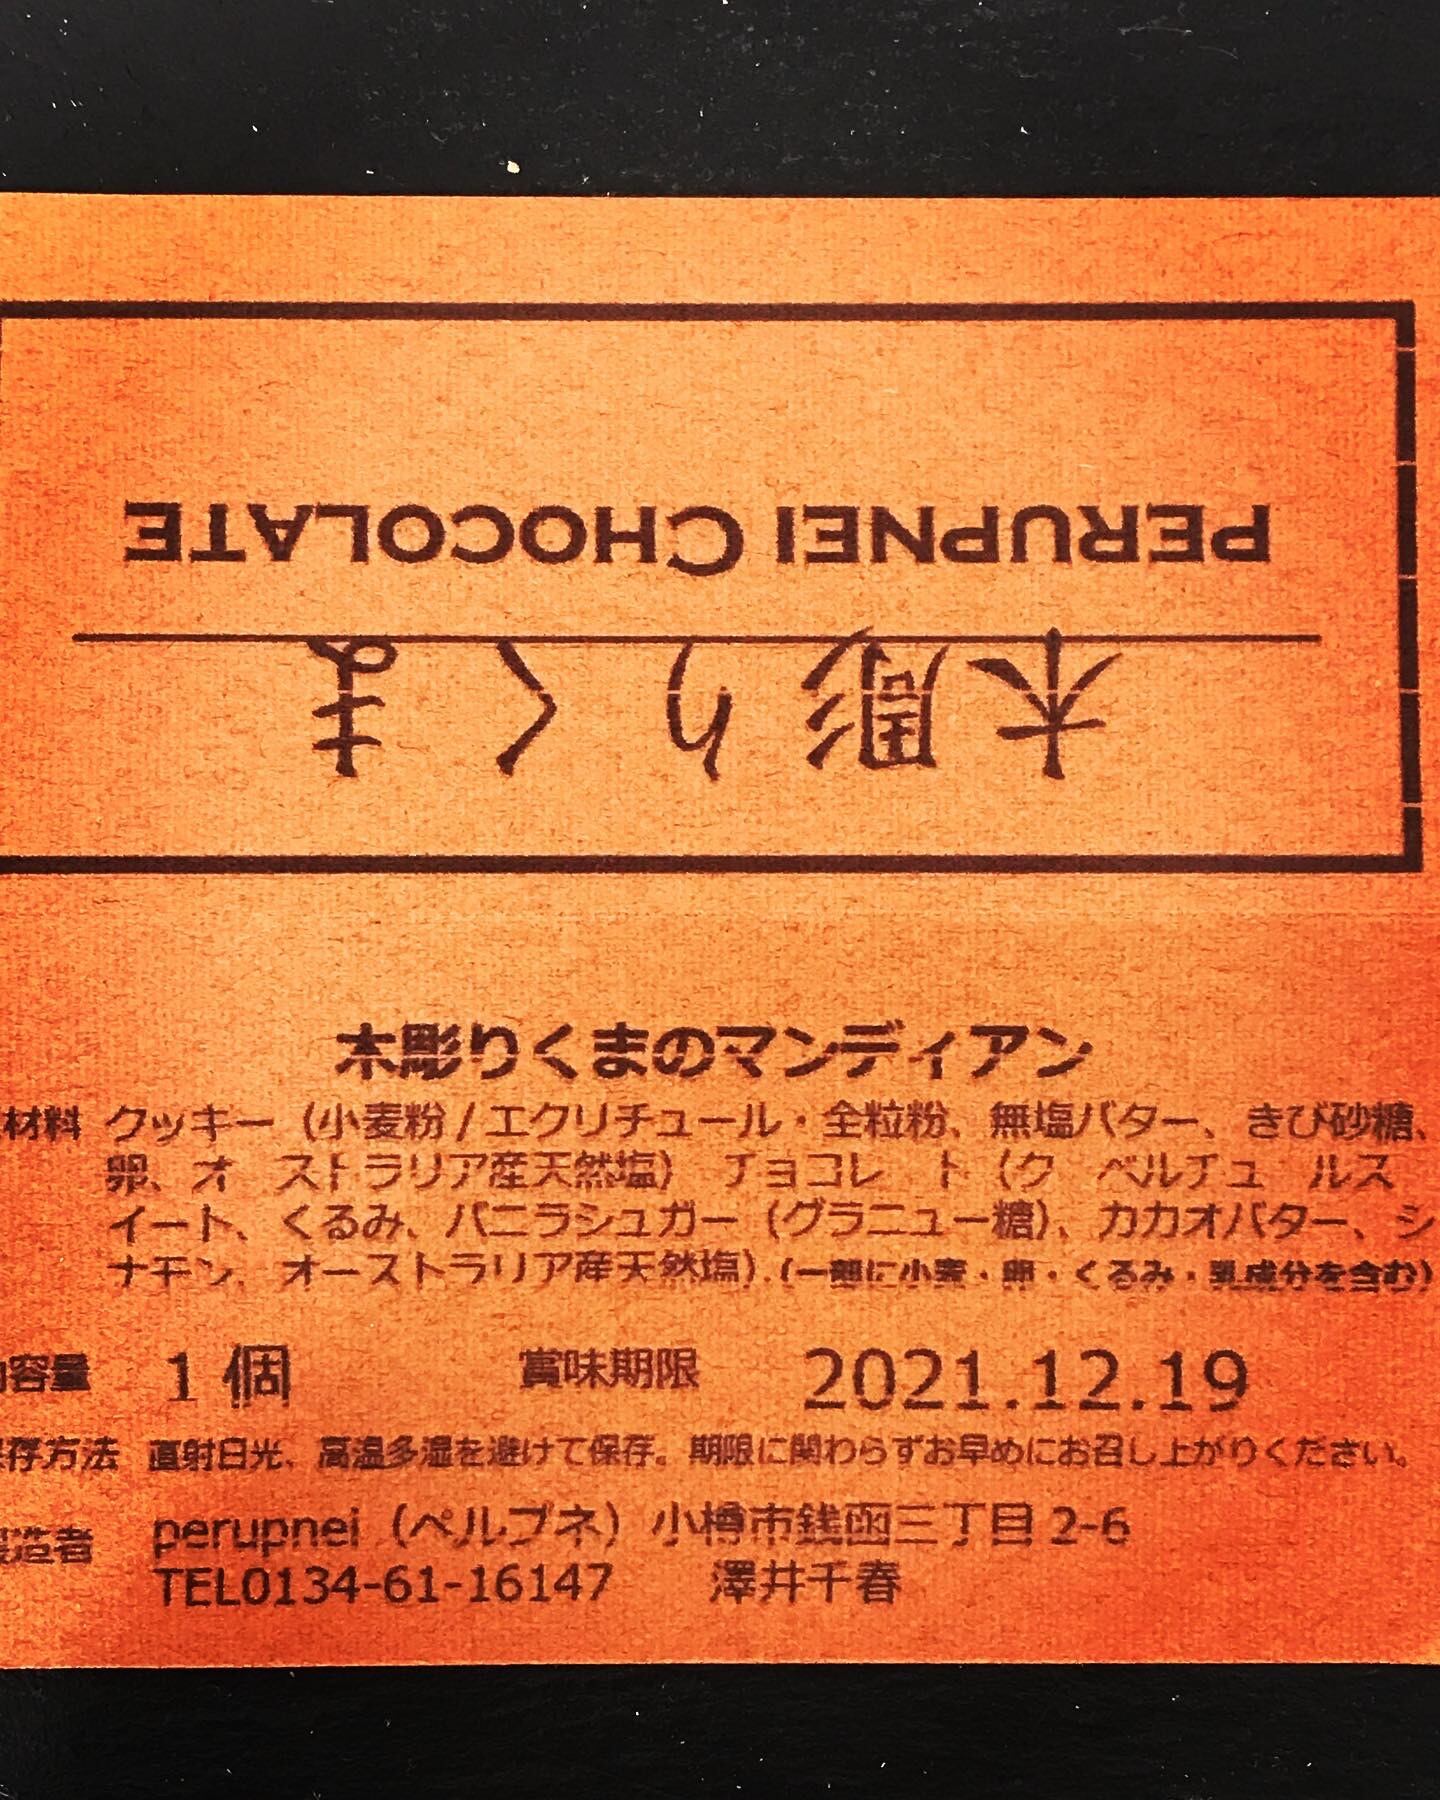 PERUPNEI CHOCOLATE
木彫りくま
木彫りくまのマンディアン
材料 クッキー（小麦粉/エクリチュール・全粒粉、無塩バター、きび砂糖、
卵、オーストラリア産天然塩） チョコレート（クーベルチュールス
イート、くるみ、バニラシュガー（グラニュー糖）、カカオバター、シ
ナモン、オーストラリア産天然塩）.（一部に小麦・卵・くるみ・乳成分を含む）
内容量 1個 賞味期限 2021.12.19
保存方法 直射日光、高温多湿を避けて保存。期限に関わらずお早めにお召し上がりください。
製造者 perupnei（ペルプネ）小樽市銭函三丁目2-6
TEL0134-61-16147 澤井千春